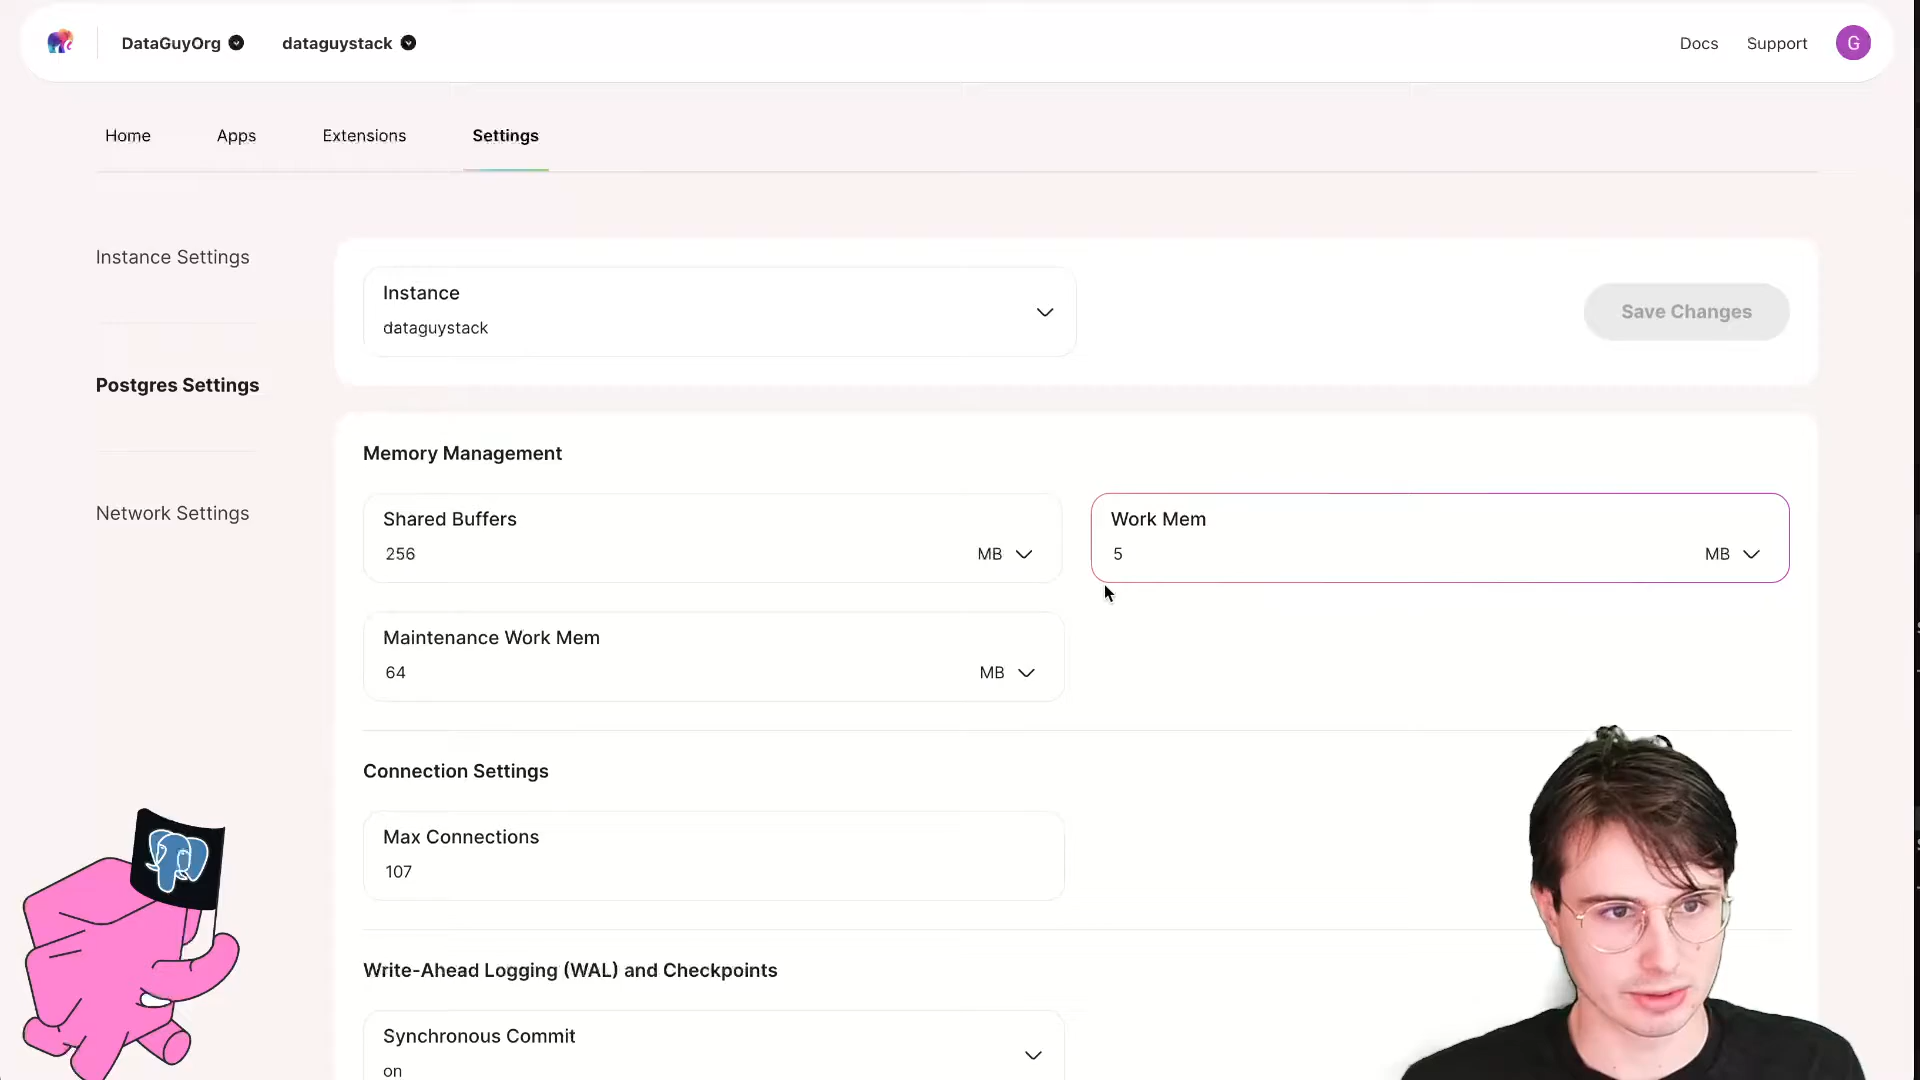 DataGuyOrg
dataguystack
Docs
Support
G
Home
Apps
Extensions
Settings
Instance Settings
Postgres Settings
Network Settings
Instance
dataguystack
Save Changes
Memory Management
Shared Buffers
256
MB
Work Mem
5
MB
Maintenance Work Mem
64
MB
Connection Settings
Max Connections
107
Write-Ahead Logging (WAL) and Checkpoints
Synchronous Commit
on